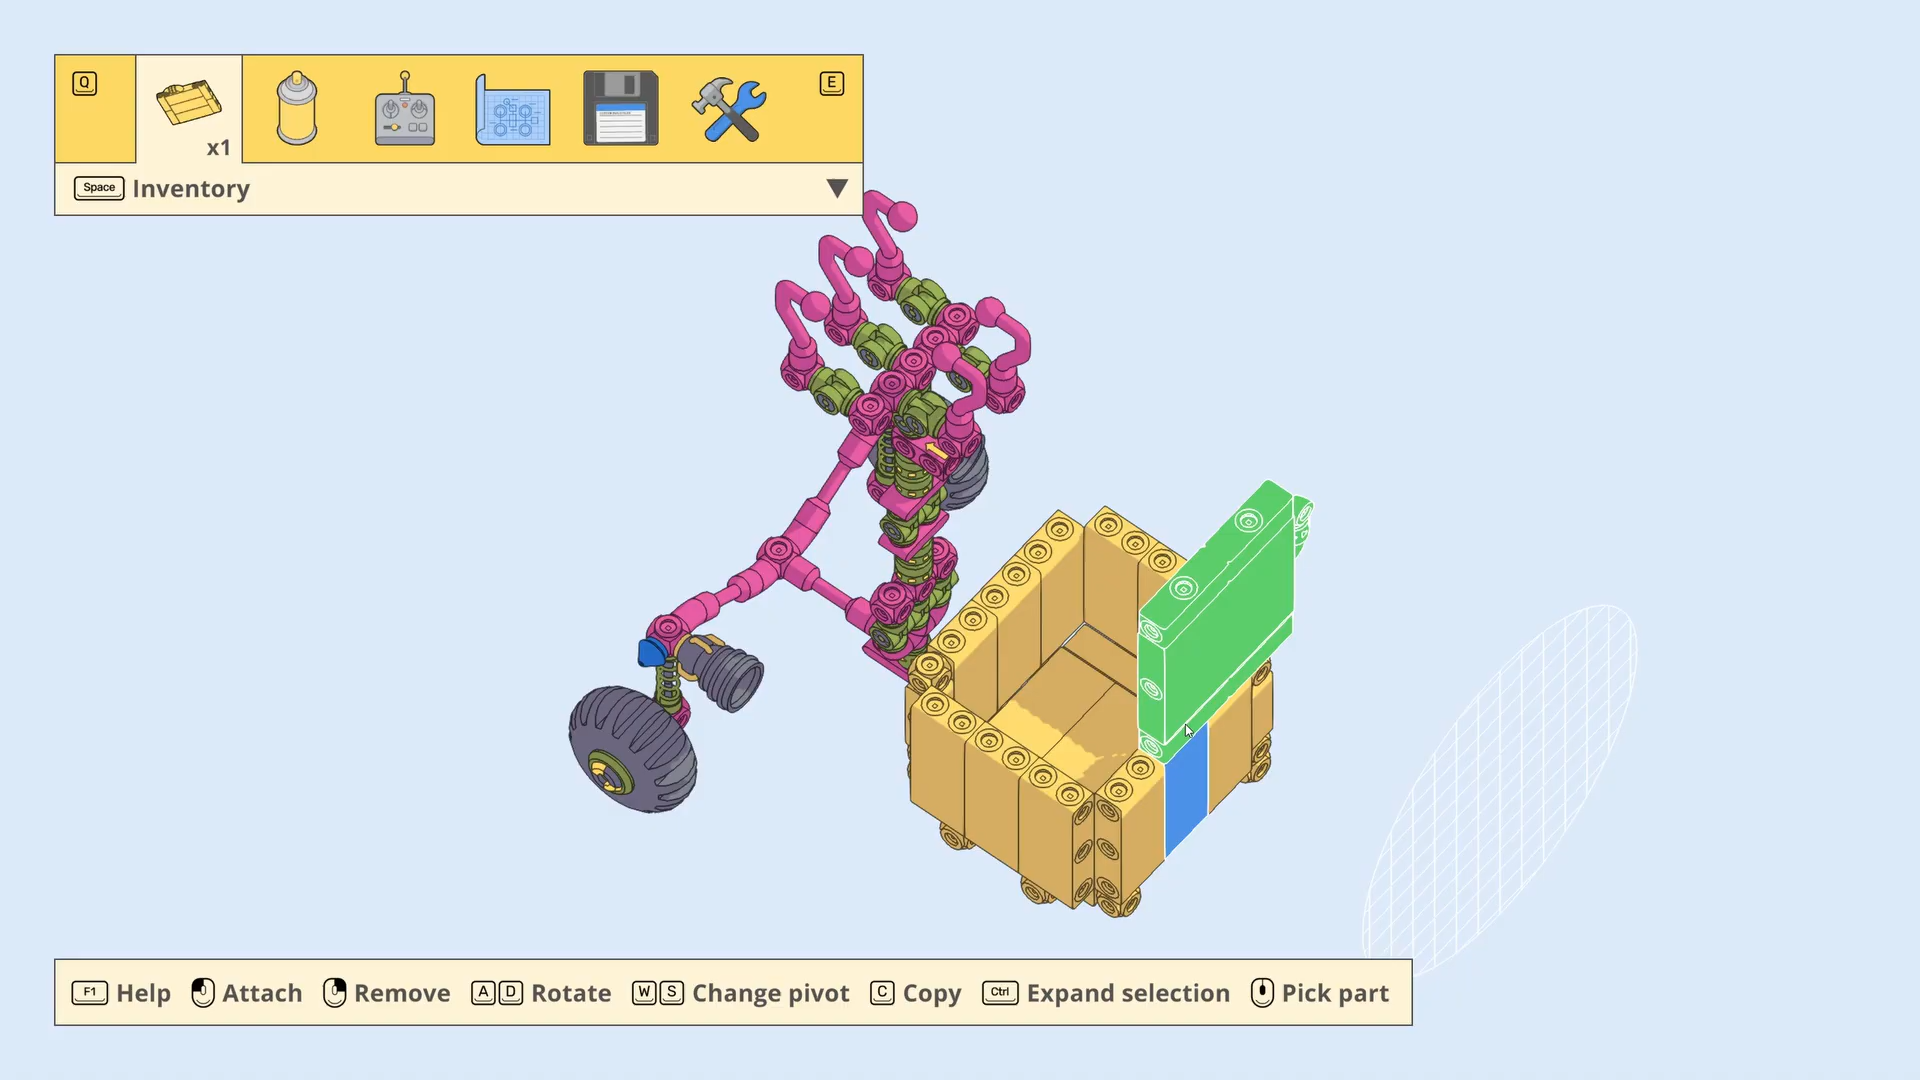 Q
E
x1
Space Inventory
F1 Help Attach Remove A D Rotate W S Change pivot C Copy Ctrl Expand selection Pick part